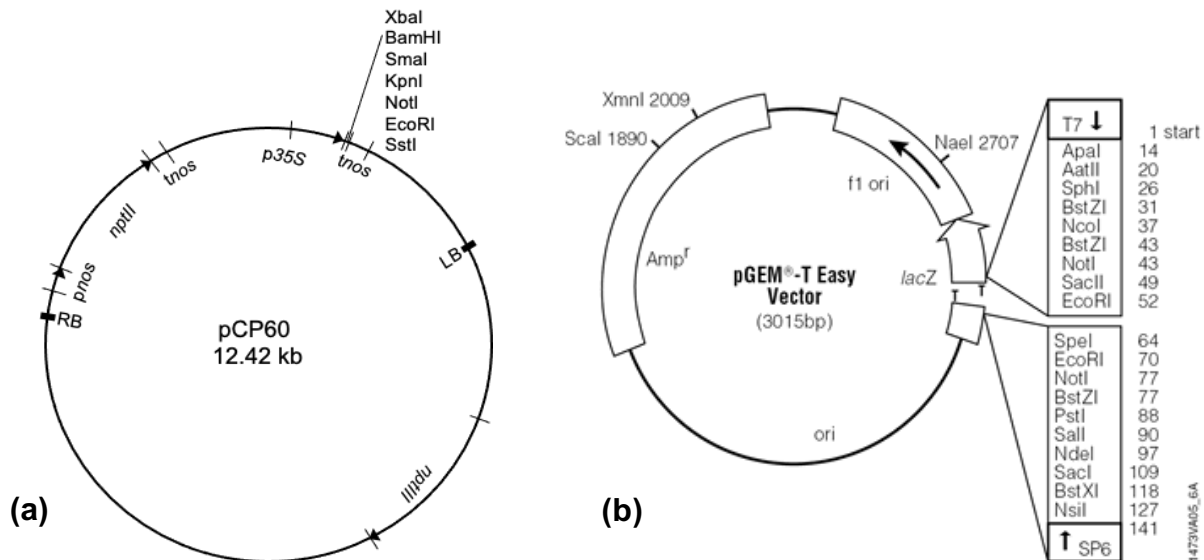 XbaI
BamHI
SmaI
KpnI
NotI
EcoRI
SstI
p35S
tnos
tnos
nptII
pnos
RB
LB
pCP60
12.42 kb
nptIII
(a)
XmnI 2009
ScaI 1890
NaeI 2707
f1 ori
Ampr
pGEM®-T Easy
Vector
(3015bp)
lacZ
T
T
ori
T7 ↓
1 start
ApaI 14
AatII 20
SphI 26
BstZI 31
NcoI 37
BstZI 43
NotI 43
SacII 49
EcoRI 52
SpeI 64
EcoRI 70
NotI 77
BstZI 77
PstI 88
SalI 90
NdeI 97
SacI 109
BstXI 118
NsiI 127
141
↑ SP6
1473VA05_6A
(b)